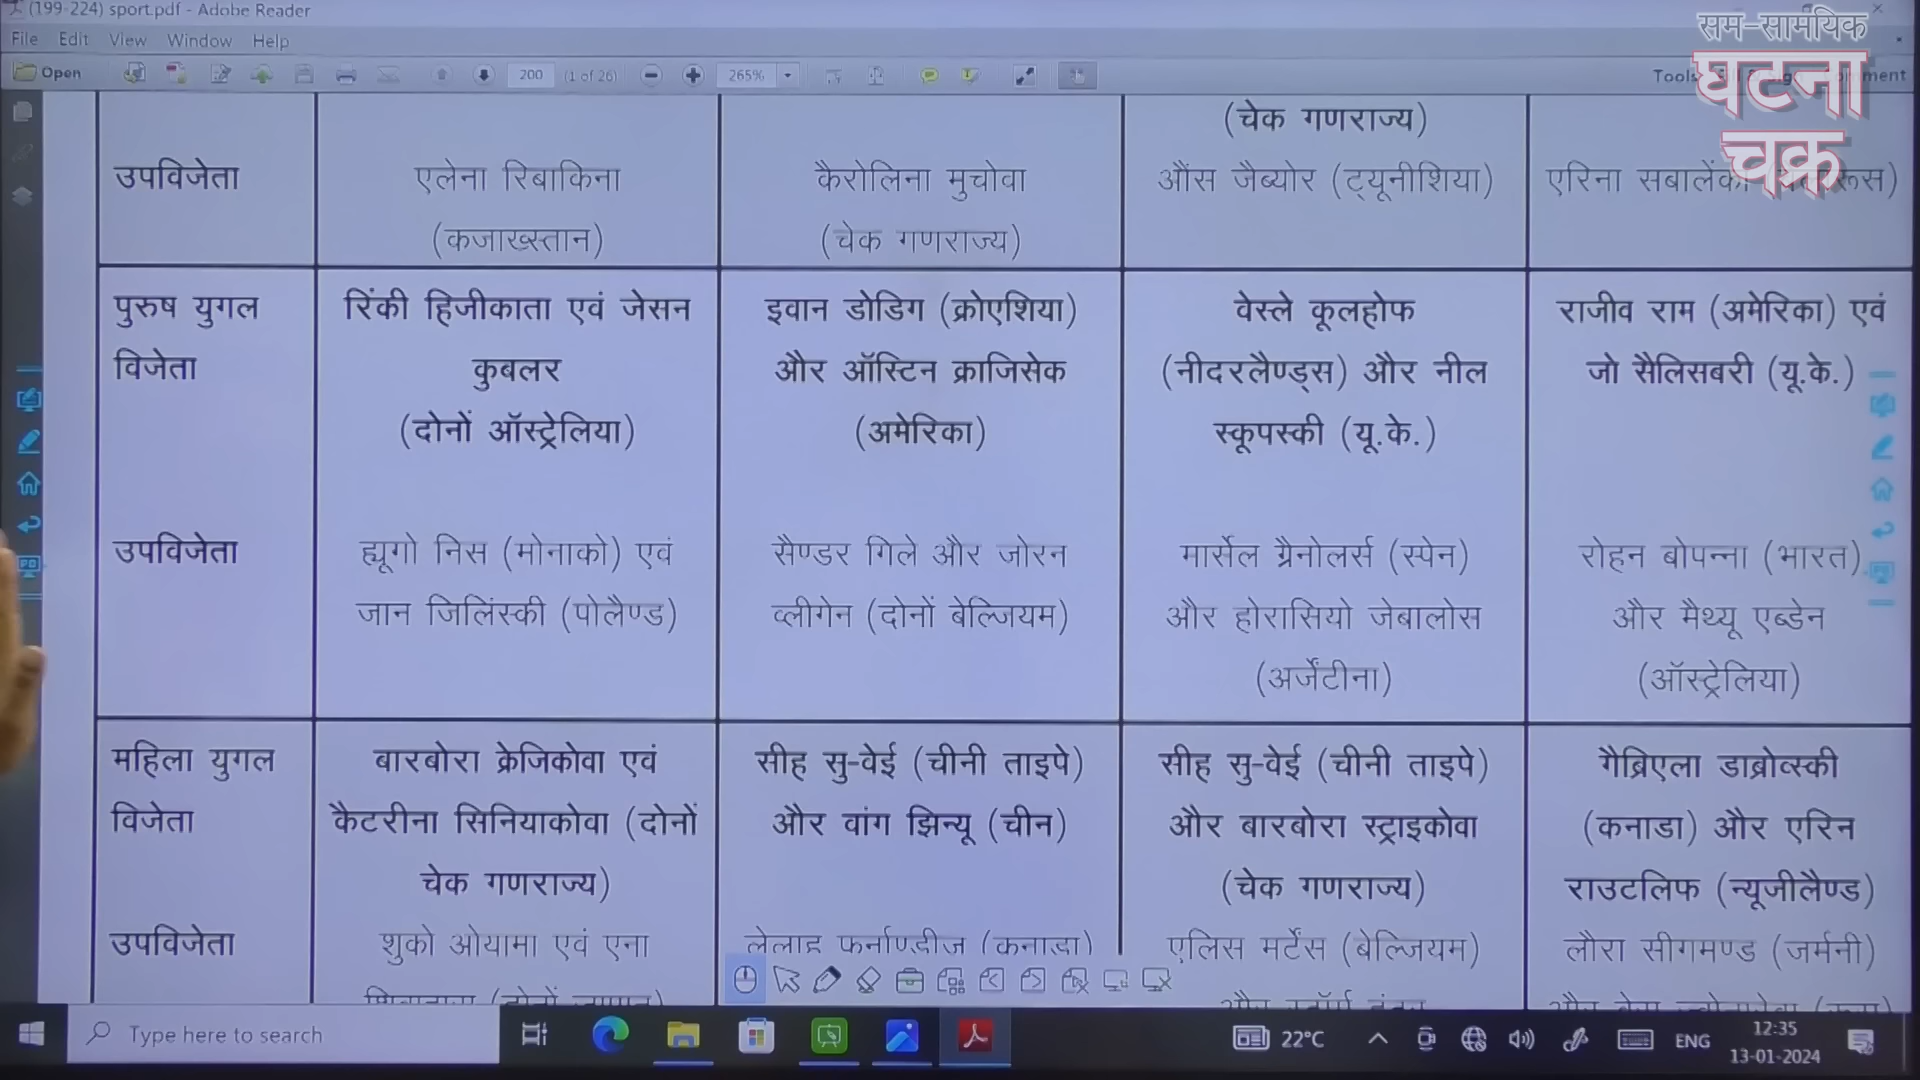 (199-224) sport.pdf - Adobe Reader
File Edit View Window Help
Open 200 (1 of 26) 265% Tools
सम-सामयिक
घटना
चक्र
(चेक गणराज्य)
उपविजेता एलेना रिबाकिना कैरोलिना मुचोवा औंस जैब्योर (ट्यूनीशिया) एरिना
(कजाख्स्तान) (चेक गणराज्य)
पुरुष युगल रिंकी हिजीकाता एवं जेसन इवान डोडिग (क्रोएशिया) वेस्ले कूलहोफ राजीव राम (अमेरिका) एवं
विजेता कुबलर और ऑस्टिन क्राजिसेक (नीदरलैण्ड्स) और नील जो सैलिसबरी (यू.के.)
(दोनों ऑस्ट्रेलिया) (अमेरिका) स्कूपस्की (यू.के.)
उपविजेता ह्यूगो निस (मोनाको) एवं सैण्डर गिले और जोरन मार्सेल ग्रैनोलर्स (स्पेन) रोहन बोपन्ना (भारत)
जान जिलिंस्की (पोलैण्ड) व्लीगेन (दोनों बेल्जियम) और होरासियो जेबालोस और मैथ्यू एब्डेन
(अर्जेंटीना) (ऑस्ट्रेलिया)
महिला युगल बारबोरा क्रेजिकोवा एवं सीह सु-वेई (चीनी ताइपे) सीह सु-वेई (चीनी ताइपे) गैब्रिएला डाब्रोव्स्की
विजेता कैटरीना सिनियाकोवा (दोनों और वांग झिन्यू (चीन) और बारबोरा स्ट्राइकोवा (कनाडा) और एरिन
चेक गणराज्य) (चेक गणराज्य) राउटलिफ (न्यूजीलैण्ड)
उपविजेता शुको ओयामा एवं एना लेलाह फर्नाण्डीज (कनाडा) एलिस मर्टेंस (बेल्जियम) लौरा सीगमण्ड (जर्मनी)
Type here to search 22°C ENG 12:35
13-01-2024